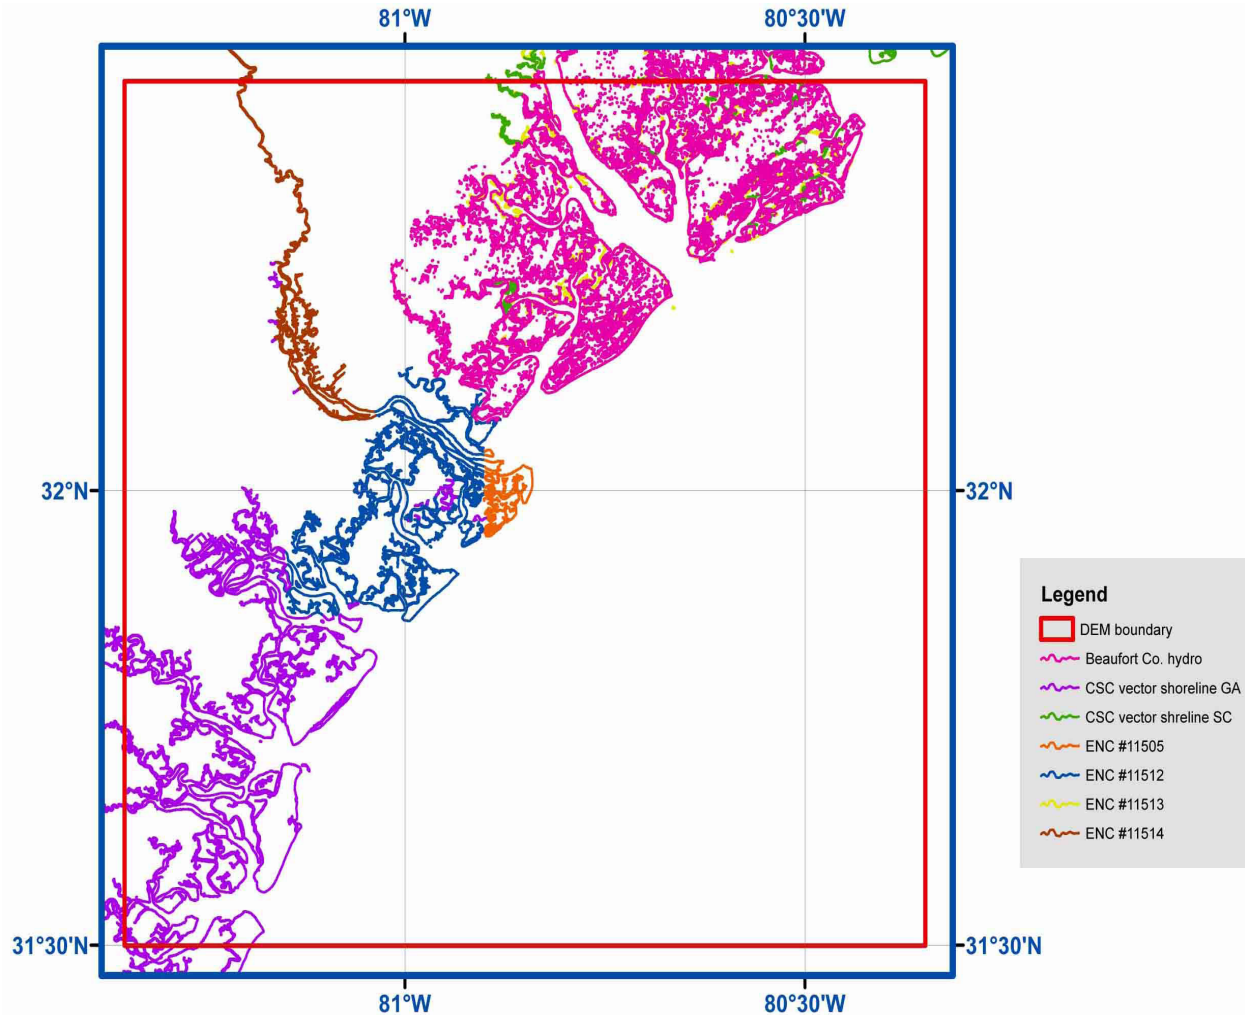 81°W 80°30'W
32°N 32°N
Legend
DEM boundary
Beaufort Co. hydro
CSC vector shoreline GA
CSC vector shreline SC
ENC #11505
ENC #11512
ENC #11513
ENC #11514
31°30'N 31°30'N
81°W 80°30'W